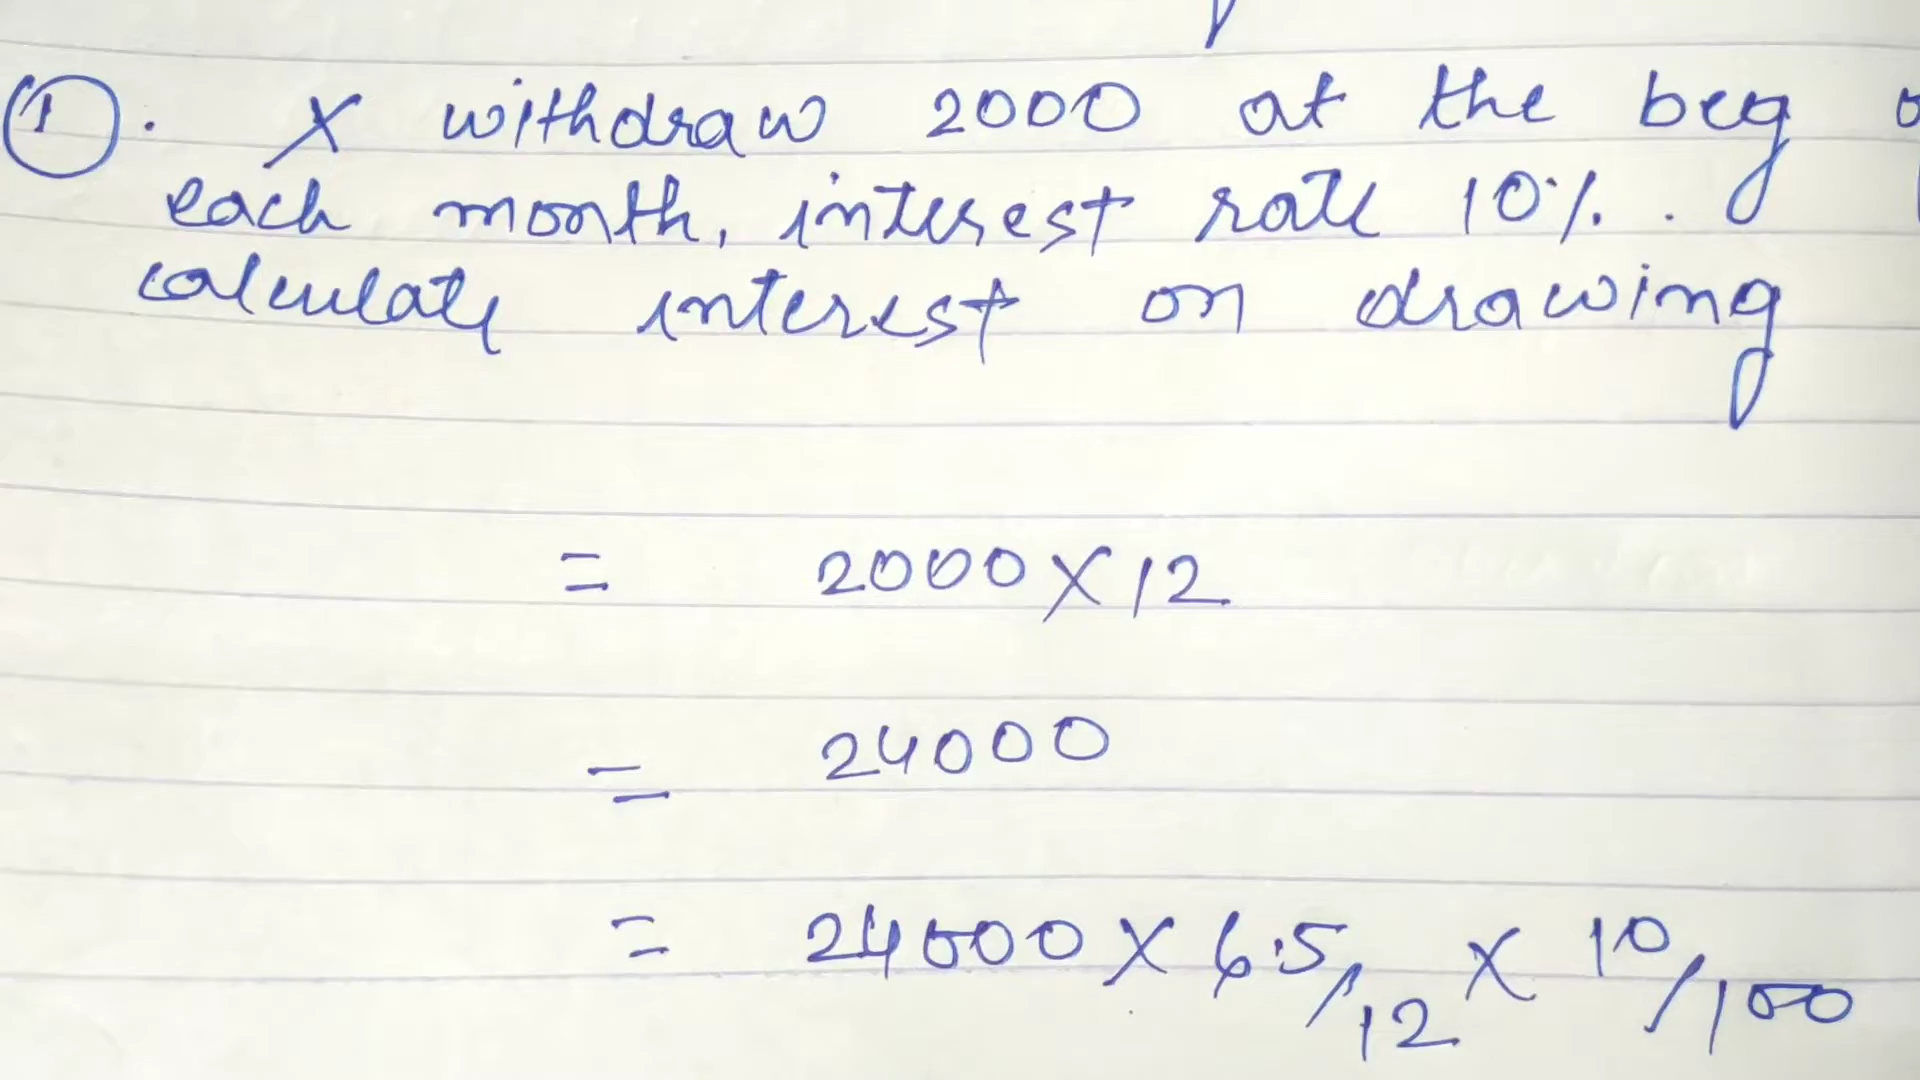 1. X withdraw 2000 at the beg
each month, interest rate 10%.
calculate interest on drawing
= 2000 X 12
= 24000
= 24000 X 6.5/12 X 10/100